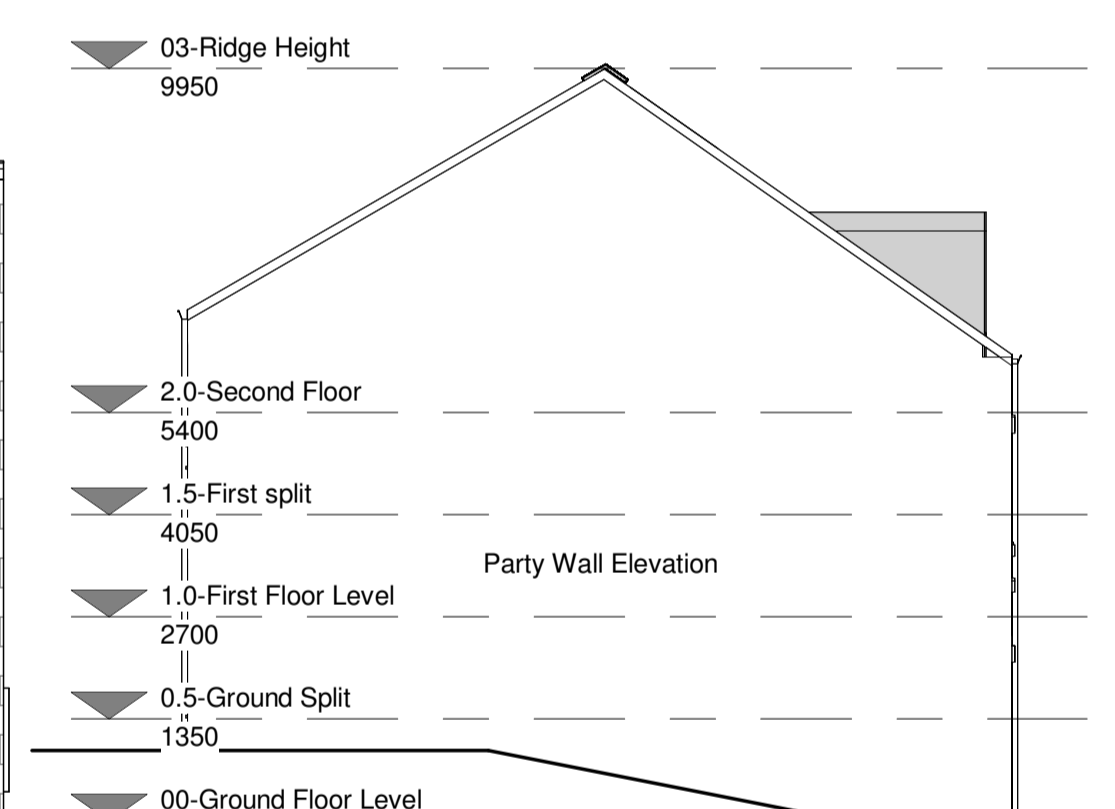 03-Ridge Height
9950
2.0-Second Floor
5400
1.5-First split
4050
Party Wall Elevation
1.0-First Floor Level
2700
0.5-Ground Split
1350
00-Ground Floor Level